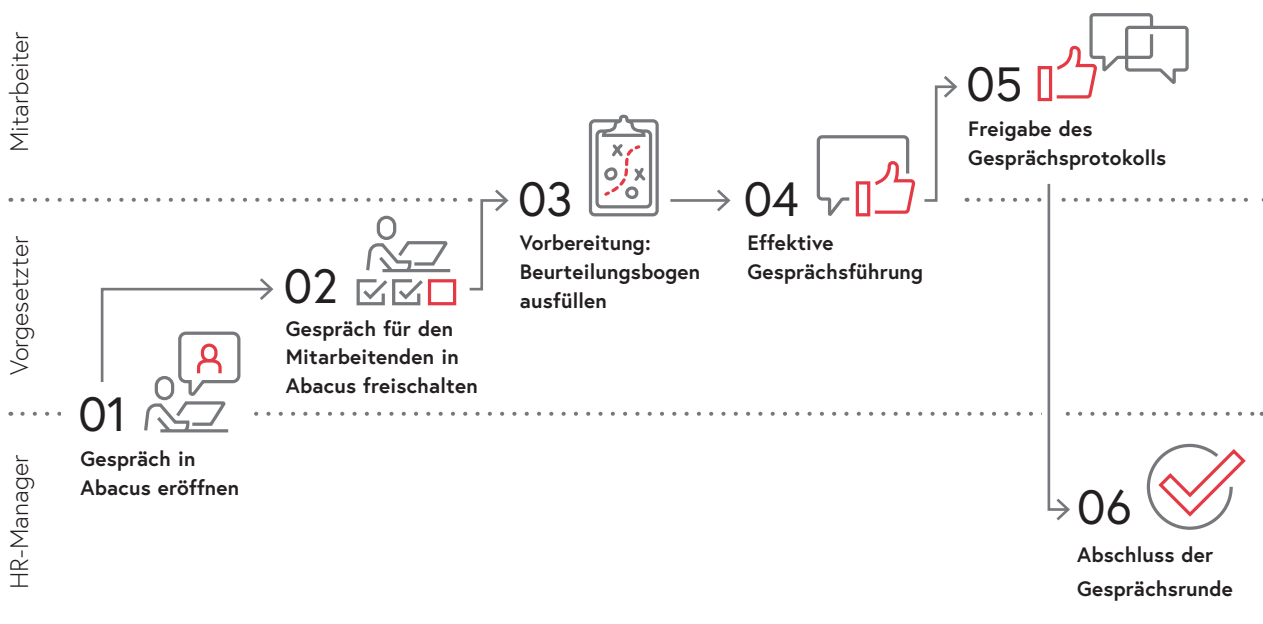 Mitarbeiter
Vorgesetzter
HR-Manager
01
Gespräch in
Abacus eröffnen
02
Gespräch für den
Mitarbeitenden in
Abacus freischalten
03
Vorbereitung:
Beurteilungsbogen
ausfüllen
04
Effektive
Gesprächsführung
05
Freigabe des
Gesprächsprotokolls
06
Abschluss der
Gesprächsrunde